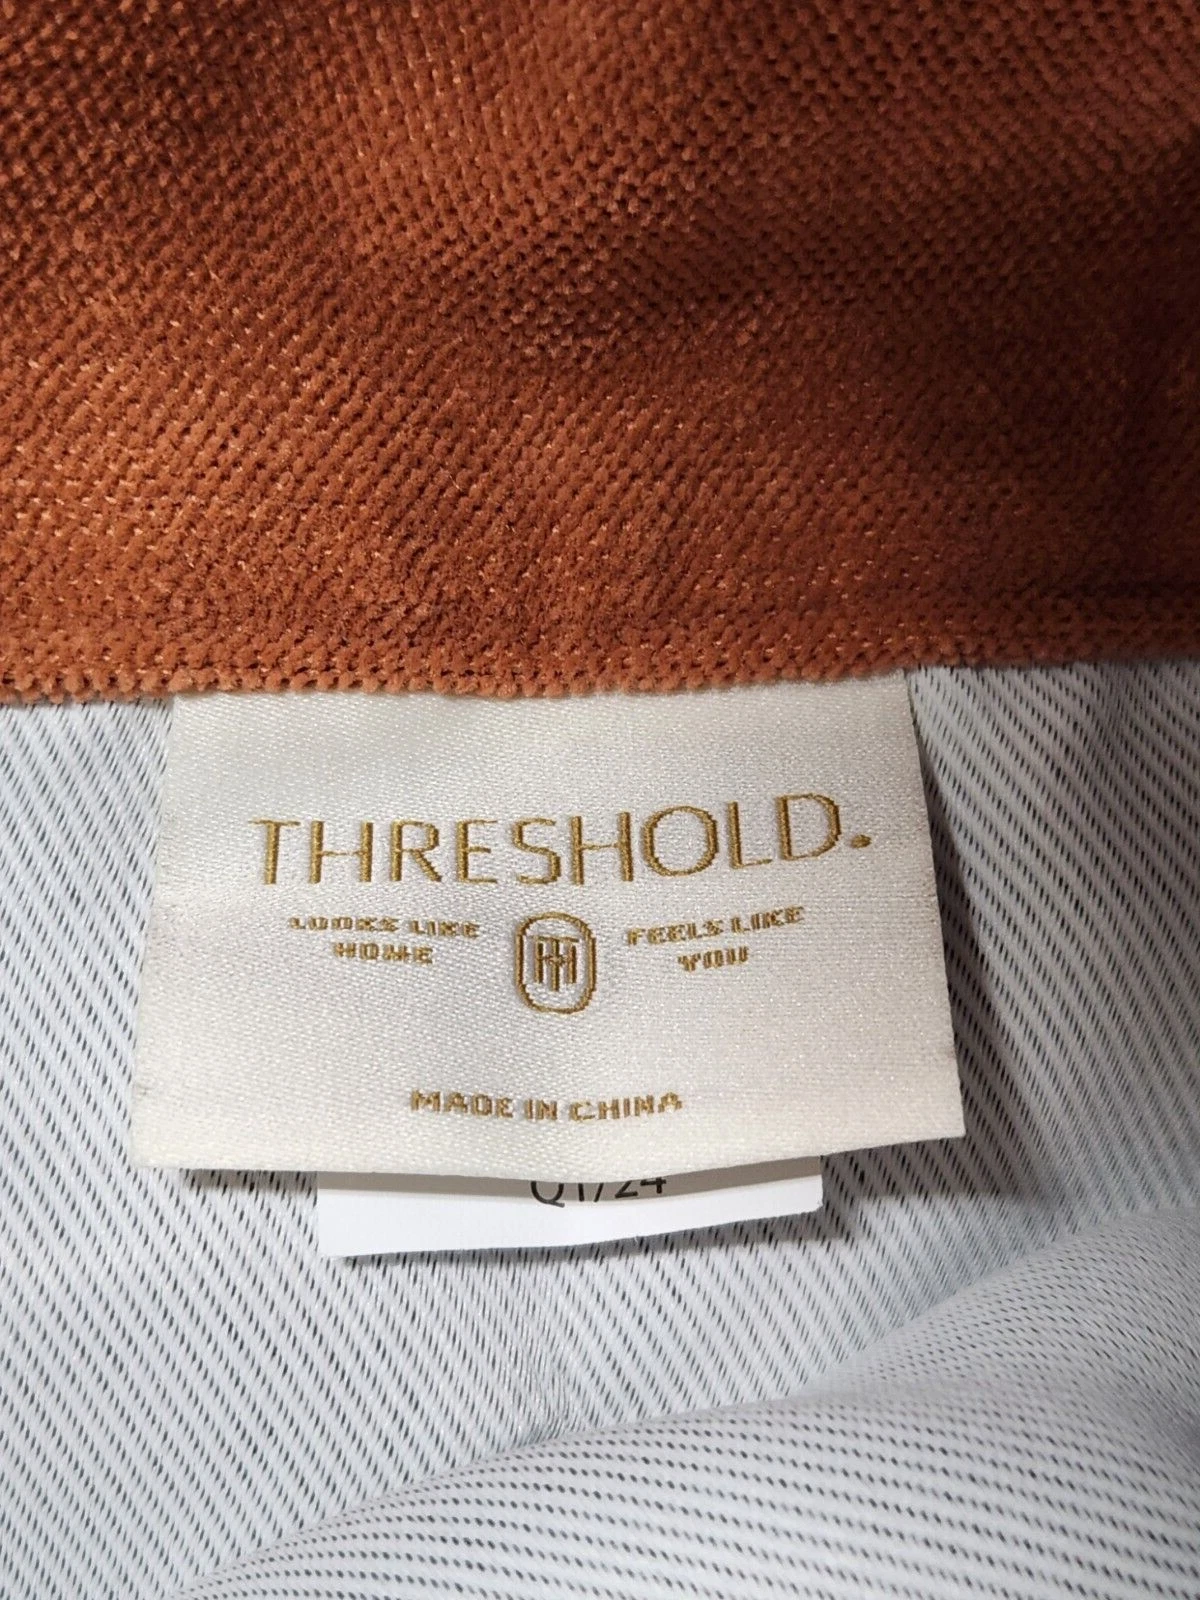 THRESHOLD.
LOOKS LIKE
HOME
FEELS LIKE
YOU
MADE IN CHINA
Q1/24